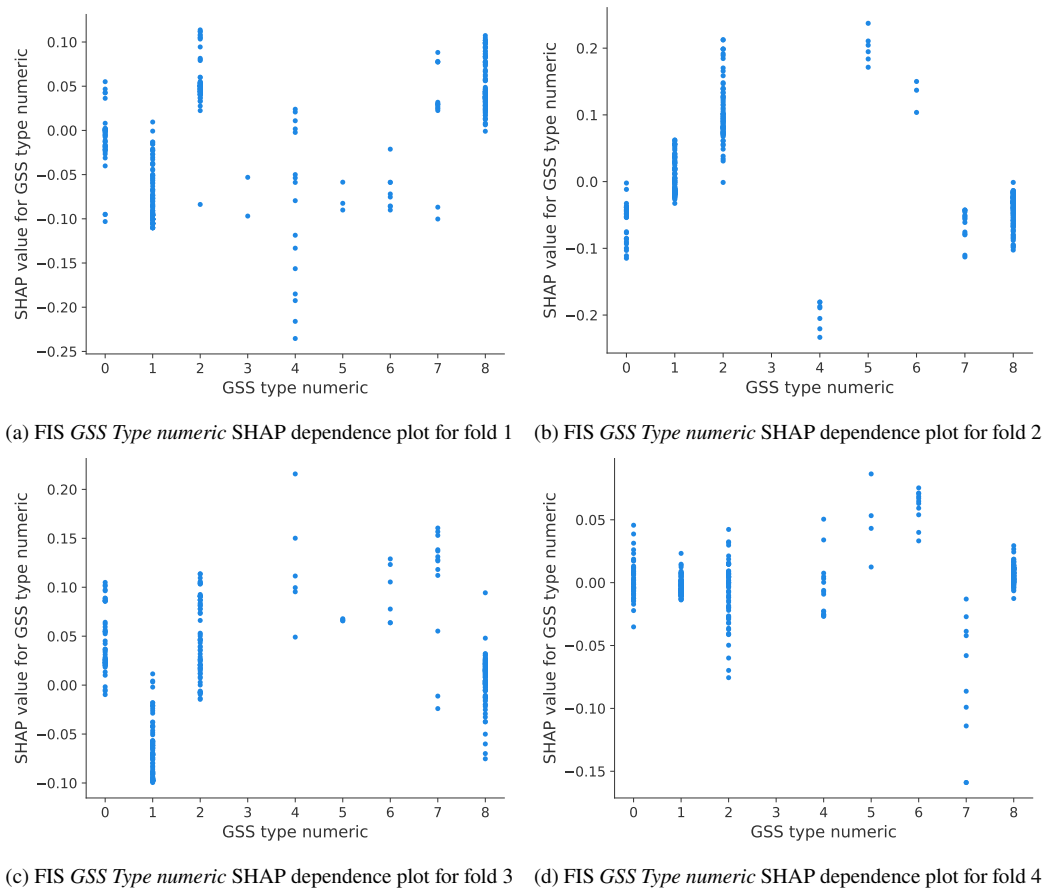 0.10
0.05
0.00
−0.05
−0.10
−0.15
−0.20
−0.25
SHAP value for GSS type numeric
0 1 2 3 4 5 6 7 8
GSS type numeric
(a) FIS GSS Type numeric SHAP dependence plot for fold 1
0.2
0.1
0.0
−0.1
−0.2
SHAP value for GSS type numeric
0 1 2 3 4 5 6 7 8
GSS type numeric
(b) FIS GSS Type numeric SHAP dependence plot for fold 2
0.20
0.15
0.10
0.05
0.00
−0.05
−0.10
SHAP value for GSS type numeric
0 1 2 3 4 5 6 7 8
GSS type numeric
(c) FIS GSS Type numeric SHAP dependence plot for fold 3
0.05
0.00
−0.05
−0.10
−0.15
SHAP value for GSS type numeric
0 1 2 3 4 5 6 7 8
GSS type numeric
(d) FIS GSS Type numeric SHAP dependence plot for fold 4